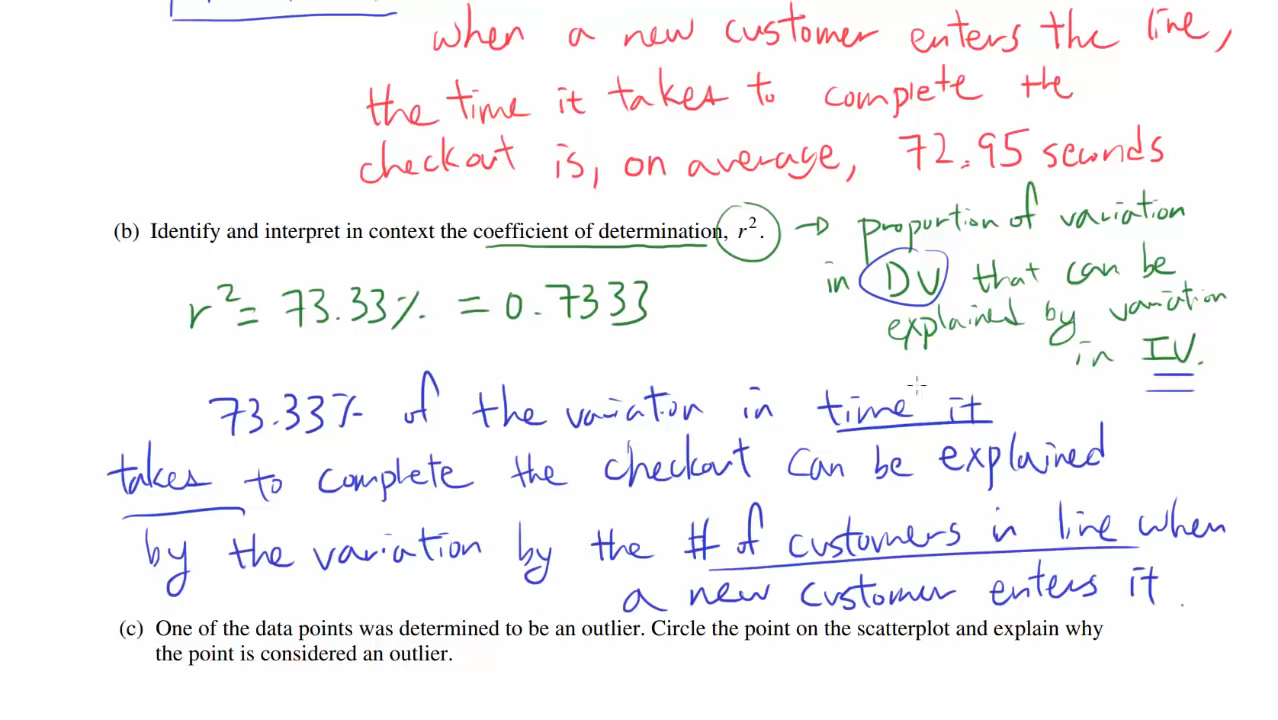 when a new customer enters the line,
the time it takes to complete the
checkout is, on average, 72.95 seconds
(b) Identify and interpret in context the coefficient of determination, r².
→ proportion of variation
in DV that can be
explained by variation
in IV.
r² = 73.33% = 0.7333
73.33% of the variaton in time it
takes to complete the checkout can be explained
by the variation by the # of customers in line when
a new customer enters it.
(c) One of the data points was determined to be an outlier. Circle the point on the scatterplot and explain why
the point is considered an outlier.